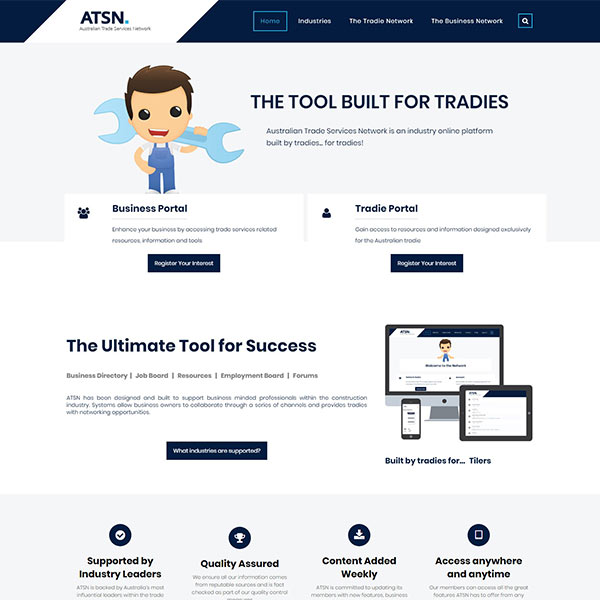 ATSN.
Australian Trade Services Network
Home Industries The Tradie Network The Business Network
THE TOOL BUILT FOR TRADIES
Australian Trade Services Network is an industry online platform
built by tradies... for tradies!
Business Portal
Enhance your business by accessing trade services related
resources, information and tools
Register Your Interest
Tradie Portal
Gain access to resources and information designed exclusively
for the Australian tradie
Register Your Interest
The Ultimate Tool for Success
Business Directory | Job Board | Resources | Employment Board | Forums
ATSN has been designed and built to support business minded professionals within the construction
industry. Systems allow business owners to collaborate through a series of channels and provides tradies
with networking opportunities.
What industries are supported?
ATSN.
Welcome to the Network
Built by tradies for... Tilers
Supported by
Industry Leaders
ATSN is backed by Australia's most
influential leaders within the trade
Quality Assured
We ensure all our information comes
from reputable sources and is fact
checked as part of our quality control
Content Added
Weekly
ATSN is committed to updating its
members with new features, business
Access anywhere
and anytime
Our members can access all the great
features ATSN has to offer from any